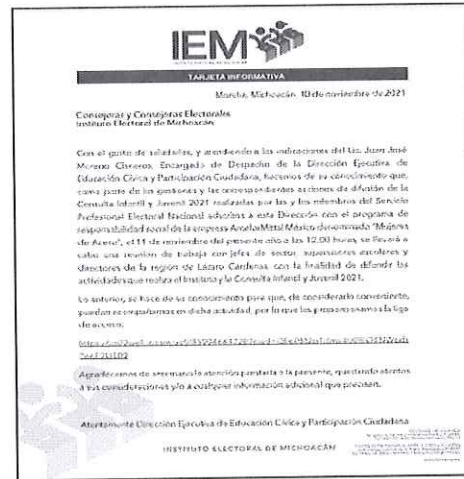 IEM
INSTITUTO ELECTORAL DE MICHOACÁN
TARJETA INFORMATIVA
Morelia, Michoacán, 10 de noviembre de 2021
Consejeras y Consejeros Electorales
Instituto Electoral de Michoacán
Con el gusto de saludarles, y atendiendo a las indicaciones del Lic. Juan José
Moreno Cisneros, Encargado de Despacho de la Dirección Ejecutiva de
Educación Cívica y Participación Ciudadana, hacemos de su conocimiento que,
como parte de las gestiones y las correspondientes acciones de difusión de la
Consulta Infantil y Juvenil 2021 realizadas por las y los miembros del Servicio
Profesional Electoral Nacional adscritos a esta Dirección con el programa de
responsabilidad social de la empresa ArcelorMittal México denominado "Mujeres
de Acero", el 11 de noviembre del presente año a las 12:00 horas, se llevará a
cabo una reunión de trabajo con jefes de sector, supervisores escolares y
directores de la región de Lázaro Cárdenas, con la finalidad de difundir las
actividades que realiza el Instituto y la Consulta Infantil y Juvenil 2021.
Lo anterior, se hace de su conocimiento para que, de considerarlo conveniente,
puedan acompañarnos en dicha actividad, por lo que les proporcionamos la liga
de acceso:
Agradecemos de antemano la atención prestada a la presente, quedando atentos
a sus consideraciones y/o a cualquier información adicional que precisen.
Atentamente Dirección Ejecutiva de Educación Cívica y Participación Ciudadana
INSTITUTO ELECTORAL DE MICHOACÁN